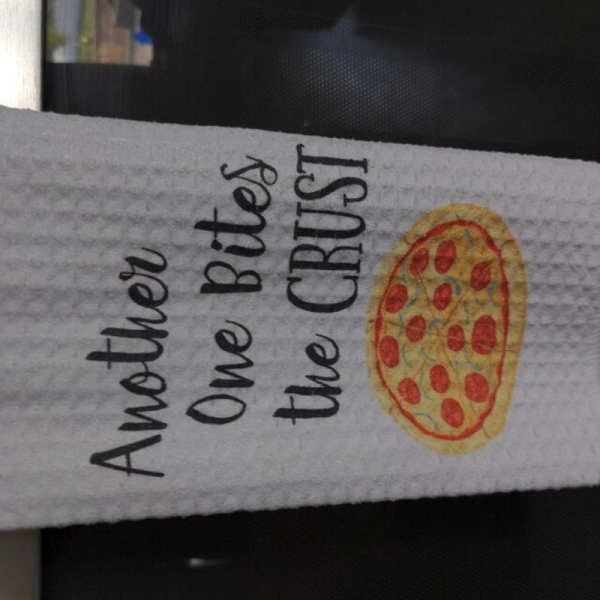 Another
One Bites
the CRUST